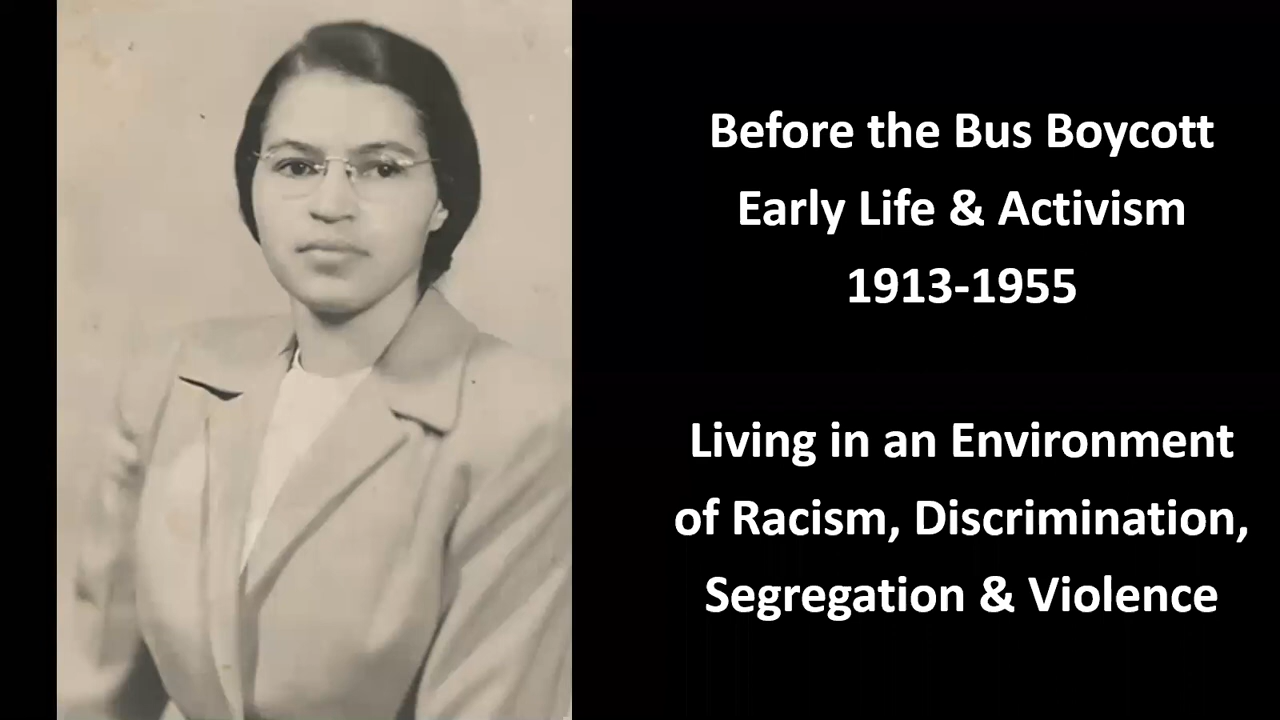 Before the Bus Boycott
Early Life & Activism
1913-1955
Living in an Environment
of Racism, Discrimination,
Segregation & Violence